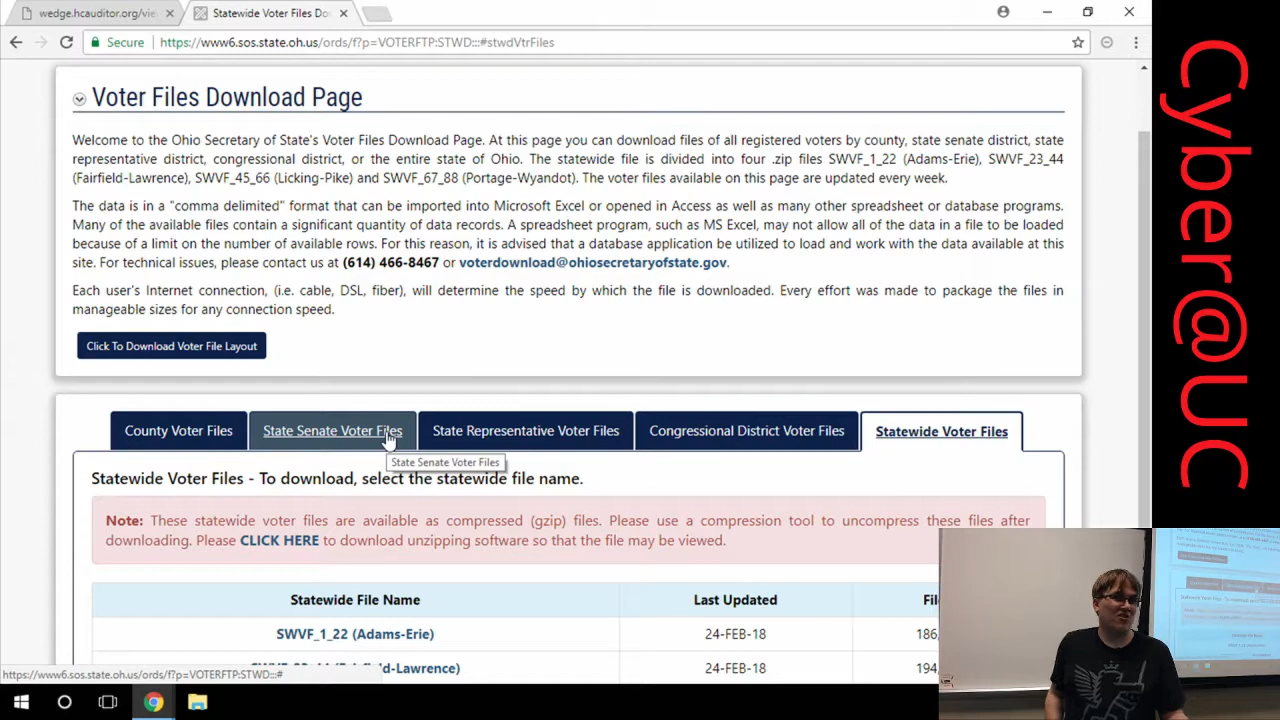 wedge.hcauditor.org/vie
Statewide Voter Files Do
Secure
https://www6.sos.state.oh.us/ords/f?p=VOTERFTP:STWD:::#stwdVtrFiles
Voter Files Download Page
Welcome to the Ohio Secretary of State's Voter Files Download Page. At this page you can download files of all registered voters by county, state senate district, state
representative district, congressional district, or the entire state of Ohio. The statewide file is divided into four .zip files SWVF_1_22 (Adams-Erie), SWVF_23_44
(Fairfield-Lawrence), SWVF_45_66 (Licking-Pike) and SWVF_67_88 (Portage-Wyandot). The voter files available on this page are updated every week.
The data is in a "comma delimited" format that can be imported into Microsoft Excel or opened in Access as well as many other spreadsheet or database programs.
Many of the available files contain a significant quantity of data records. A spreadsheet program, such as MS Excel, may not allow all of the data in a file to be loaded
because of a limit on the number of available rows. For this reason, it is advised that a database application be utilized to load and work with the data available at this
site. For technical issues, please contact us at (614) 466-8467 or voterdownload@ohiosecretaryofstate.gov.
Each user's Internet connection, (i.e. cable, DSL, fiber), will determine the speed by which the file is downloaded. Every effort was made to package the files in
manageable sizes for any connection speed.
Click To Download Voter File Layout
County Voter Files
State Senate Voter Files
State Representative Voter Files
Congressional District Voter Files
Statewide Voter Files
State Senate Voter Files
Statewide Voter Files - To download, select the statewide file name.
Note: These statewide voter files are available as compressed (gzip) files. Please use a compression tool to uncompress these files after
downloading. Please CLICK HERE to download unzipping software so that the file may be viewed.
Statewide File Name
Last Updated
Fil
SWVF_1_22 (Adams-Erie)
24-FEB-18
186,
24-FEB-18
194,
https://www6.sos.state.oh.us/ords/f?p=VOTERFTP:STWD:::#
Cyber@UC